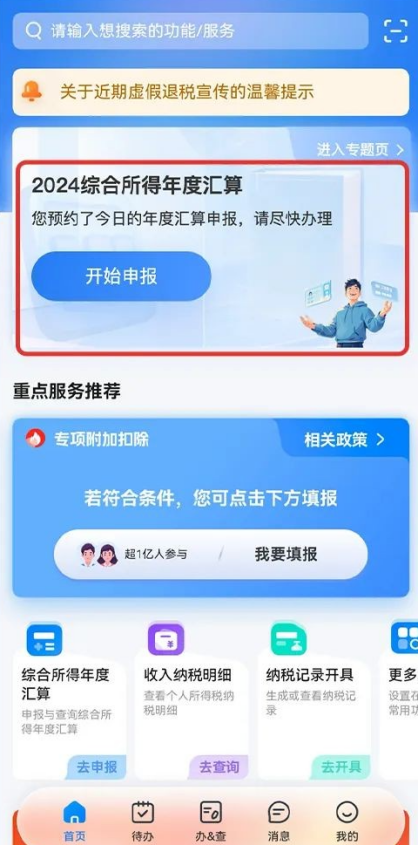 请输入想搜索的功能/服务
关于近期虚假退税宣传的温馨提示
进入专题页 >
2024综合所得年度汇算
您预约了今日的年度汇算申报，请尽快办理
开始申报
重点服务推荐
专项附加扣除
相关政策 >
若符合条件，您可点击下方填报
超1亿人参与 / 我要填报
综合所得年度
汇算
申报与查询综合所
得年度汇算
去申报
收入纳税明细
查看个人所得税纳
税明细
去查询
纳税记录开具
生成或查看纳税记
录
去开具
更多
设置在
常用功
首页
待办
办&查
消息
我的